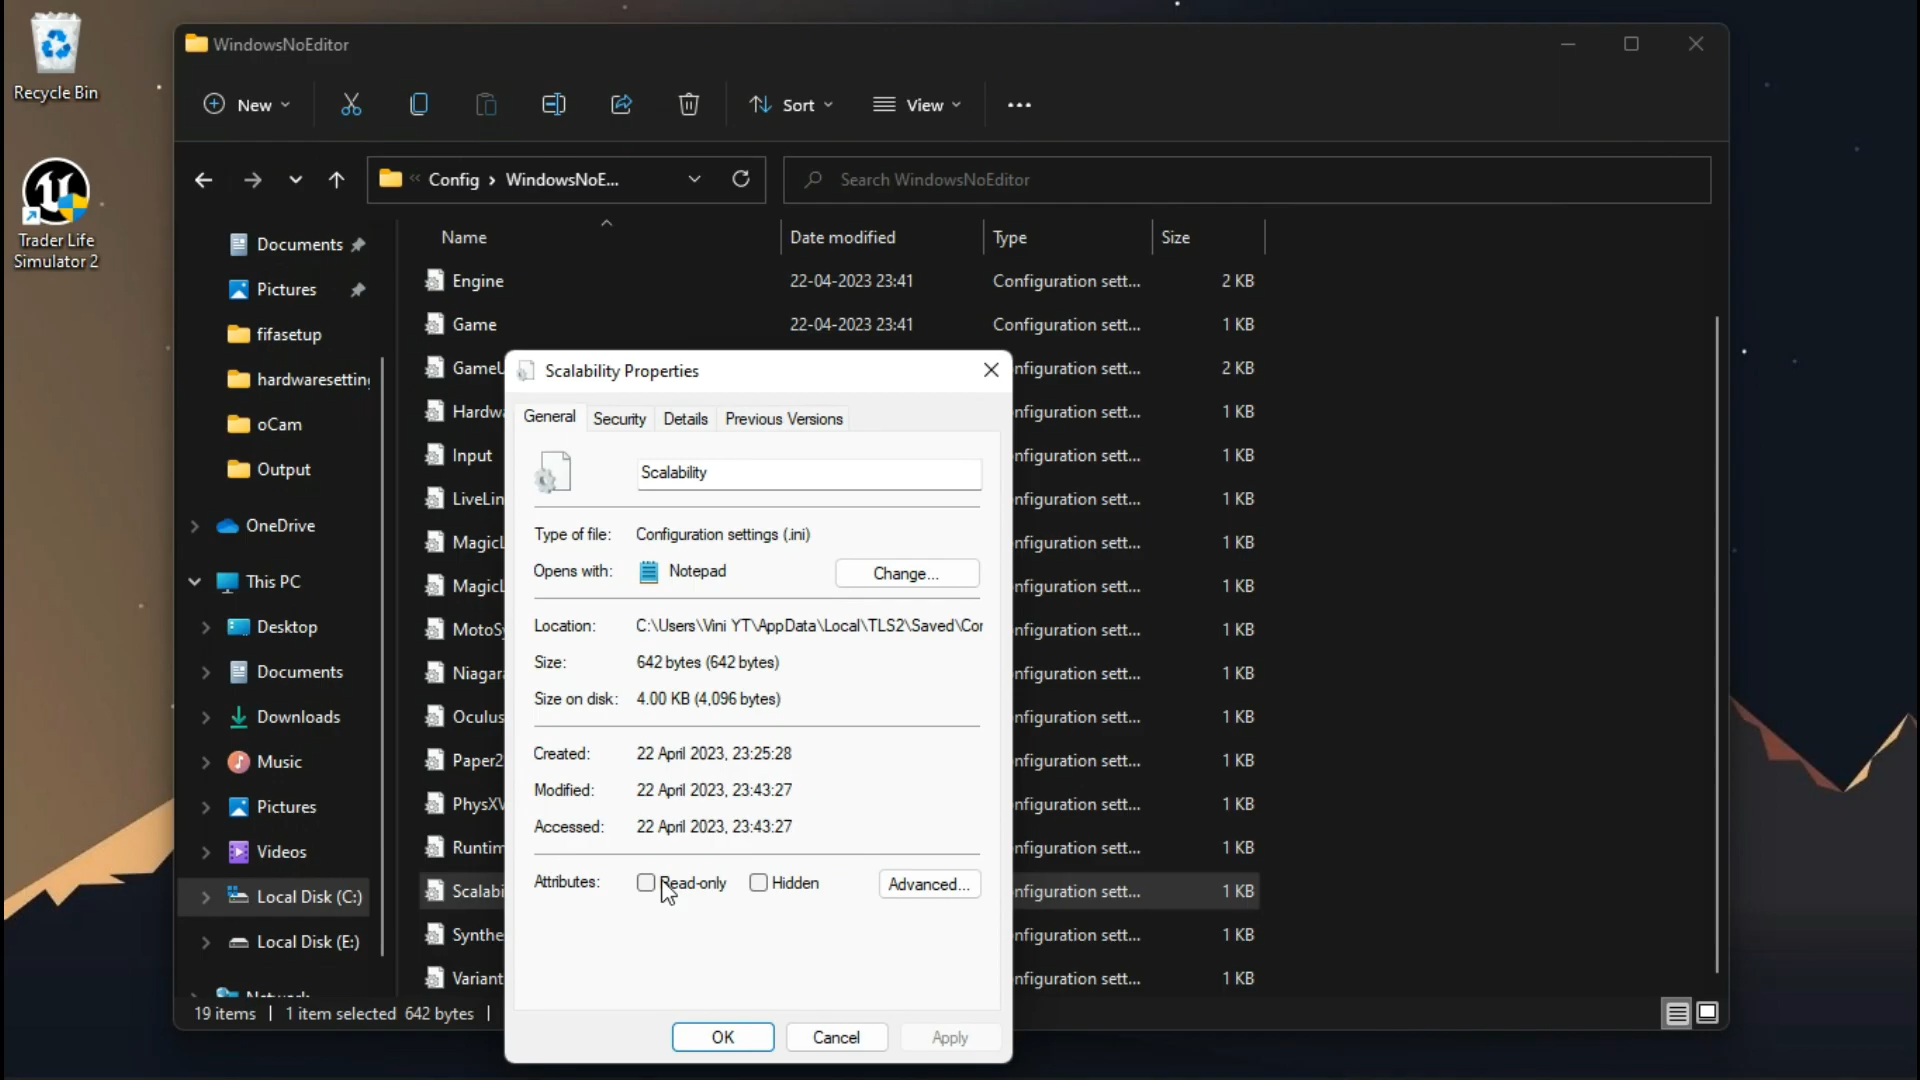 Recycle Bin
Trader Life
Simulator 2
WindowsNoEditor
New
Sort
View
Config › WindowsNoE...
Search WindowsNoEditor
Documents
Pictures
fifasetup
hardwaresetting
oCam
Output
OneDrive
This PC
Desktop
Documents
Downloads
Music
Pictures
Videos
Local Disk (C:)
Local Disk (E:)
Network
Name Date modified Type Size
Engine 22-04-2023 23:41 Configuration sett... 2 KB
Game 22-04-2023 23:41 Configuration sett... 1 KB
GameU nfiguration sett... 2 KB
Hardwa nfiguration sett... 1 KB
Input nfiguration sett... 1 KB
LiveLin nfiguration sett... 1 KB
MagicL nfiguration sett... 1 KB
MagicL nfiguration sett... 1 KB
MotoSy nfiguration sett... 1 KB
Niagar nfiguration sett... 1 KB
Oculus nfiguration sett... 1 KB
Paper2 nfiguration sett... 1 KB
PhysXV nfiguration sett... 1 KB
Runtim nfiguration sett... 1 KB
Scalabi nfiguration sett... 1 KB
Synthe nfiguration sett... 1 KB
Variant nfiguration sett... 1 KB
Scalability Properties
General Security Details Previous Versions
Scalability
Type of file: Configuration settings (.ini)
Opens with: Notepad Change...
Location: C:\Users\Vini YT\AppData\Local\TLS2\Saved\Cor
Size: 642 bytes (642 bytes)
Size on disk: 4.00 KB (4,096 bytes)
Created: 22 April 2023, 23:25:28
Modified: 22 April 2023, 23:43:27
Accessed: 22 April 2023, 23:43:27
Attributes: Read-only Hidden Advanced...
OK Cancel Apply
19 items | 1 item selected 642 bytes |